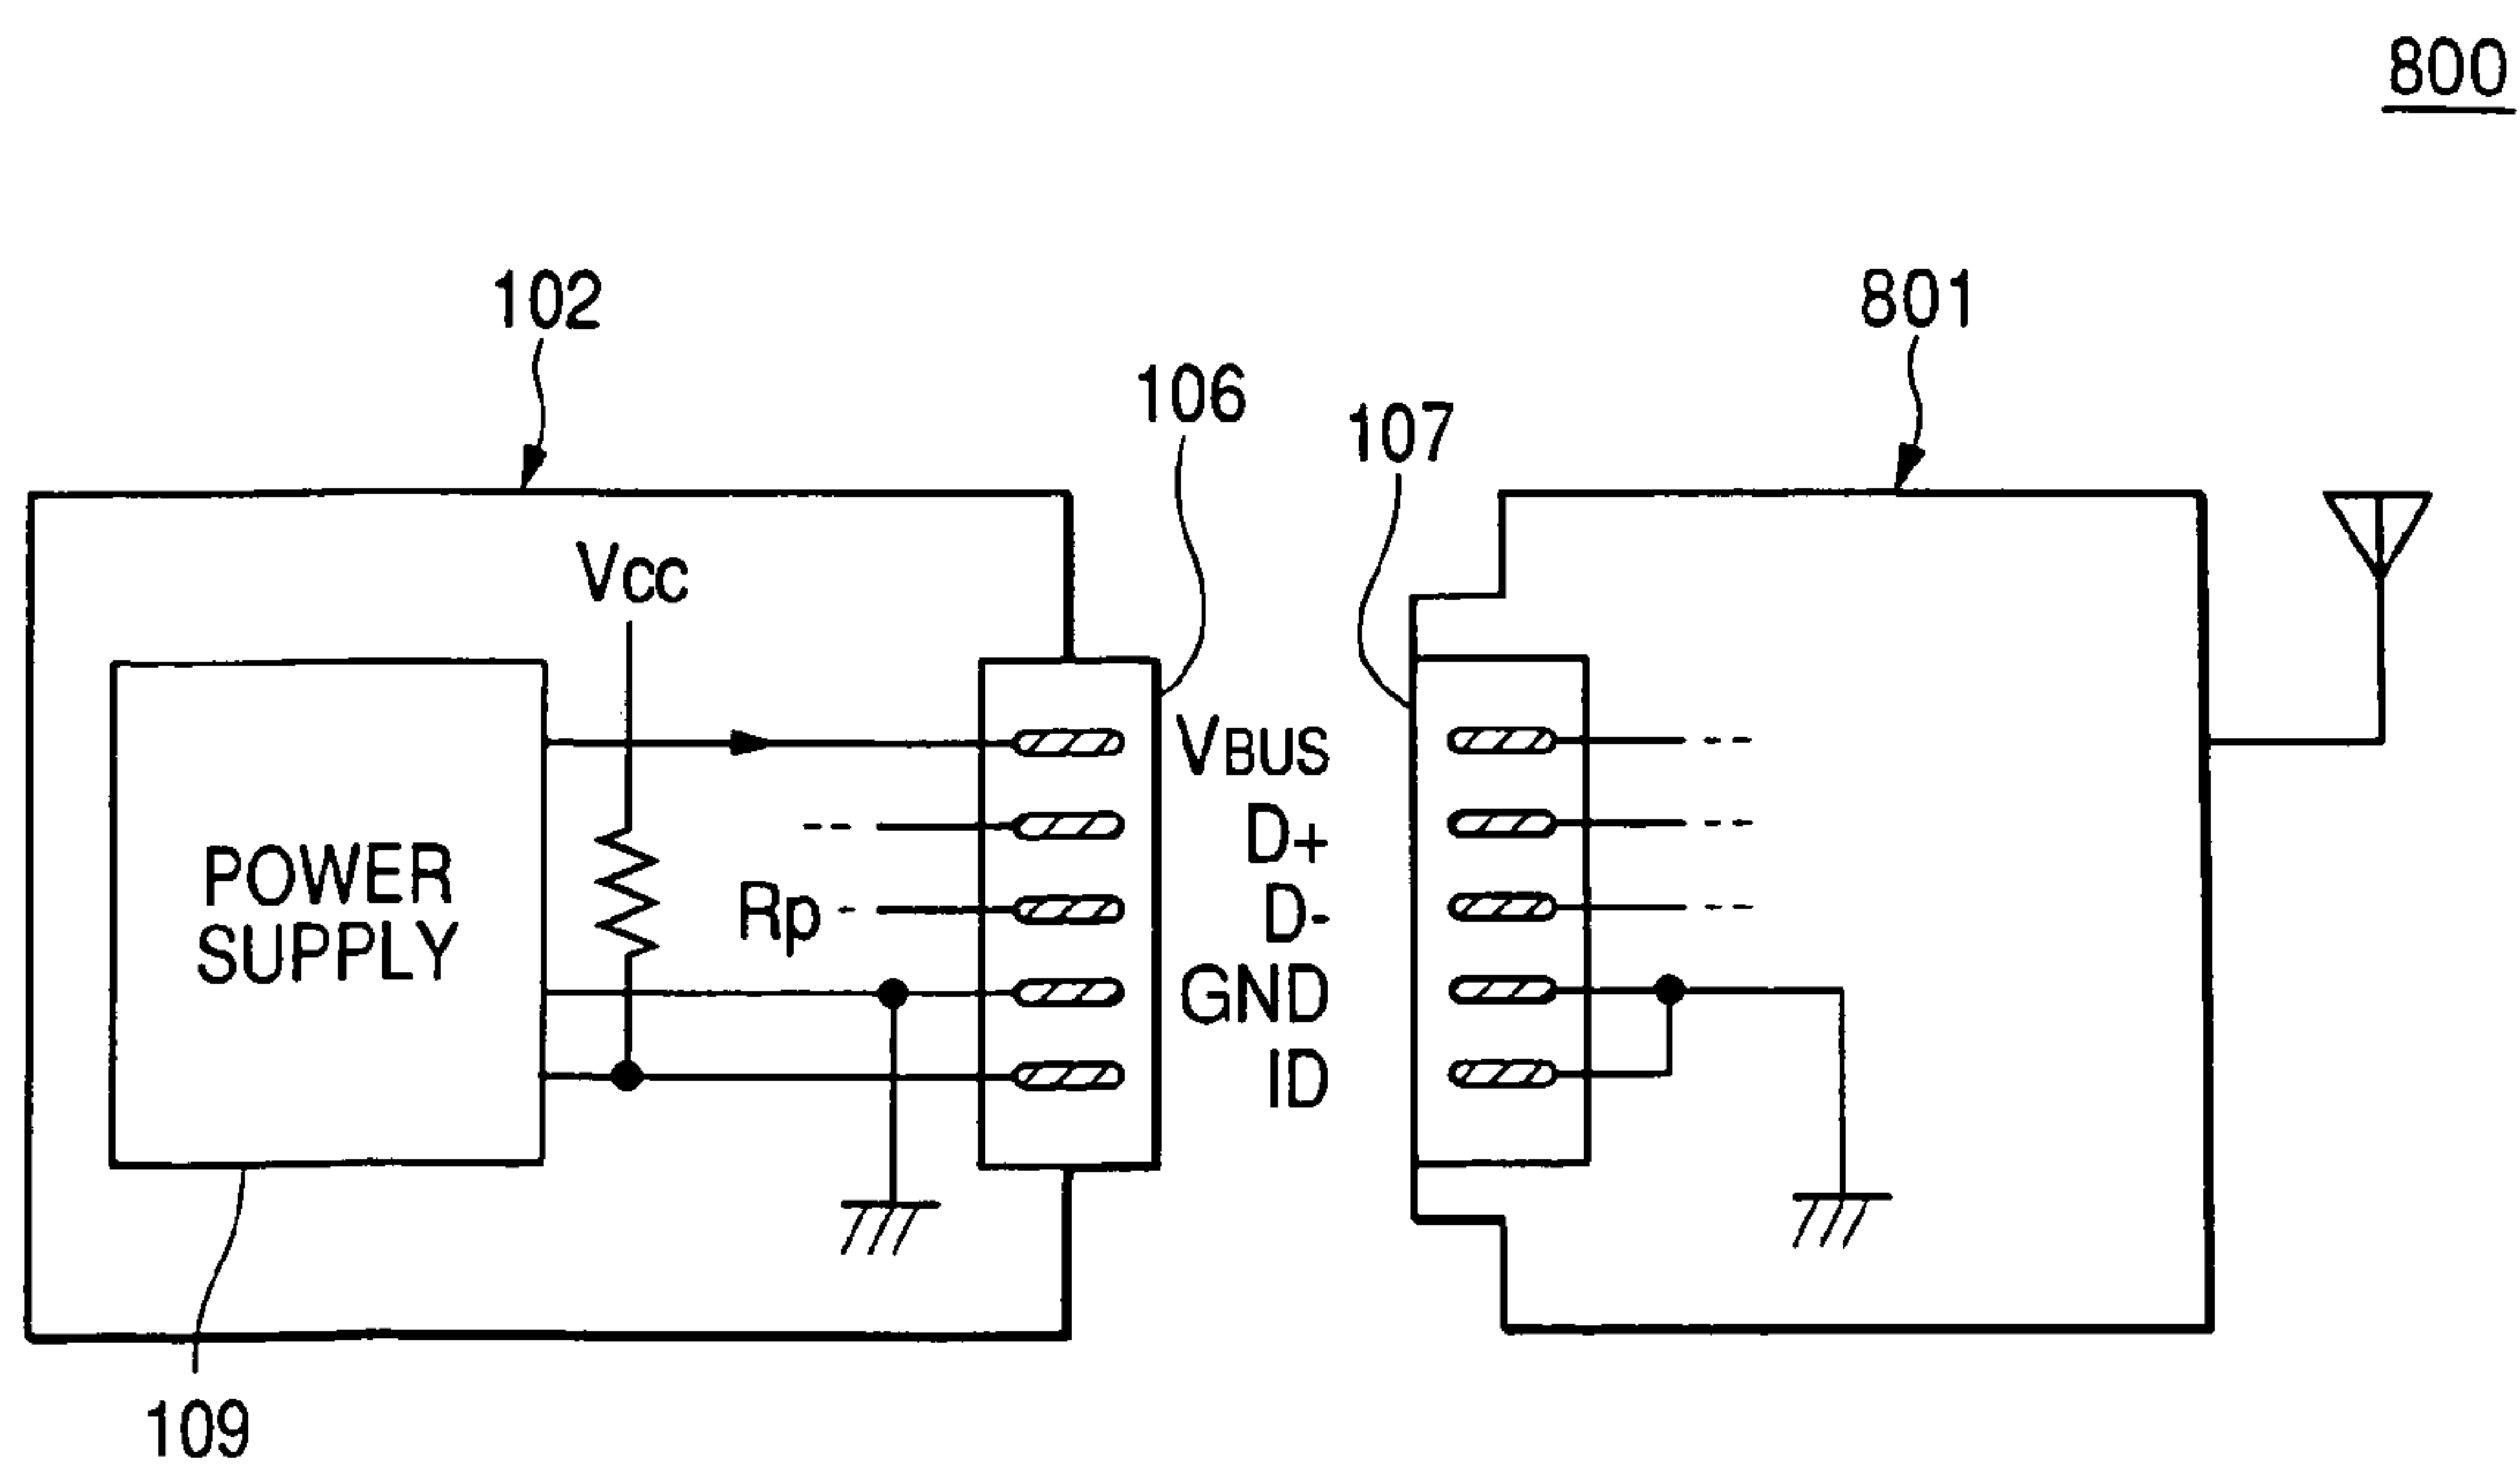 800
102
801
106
107
Vcc
VBUS
D+
POWER
SUPPLY
Rp
D-
GND
ID
109